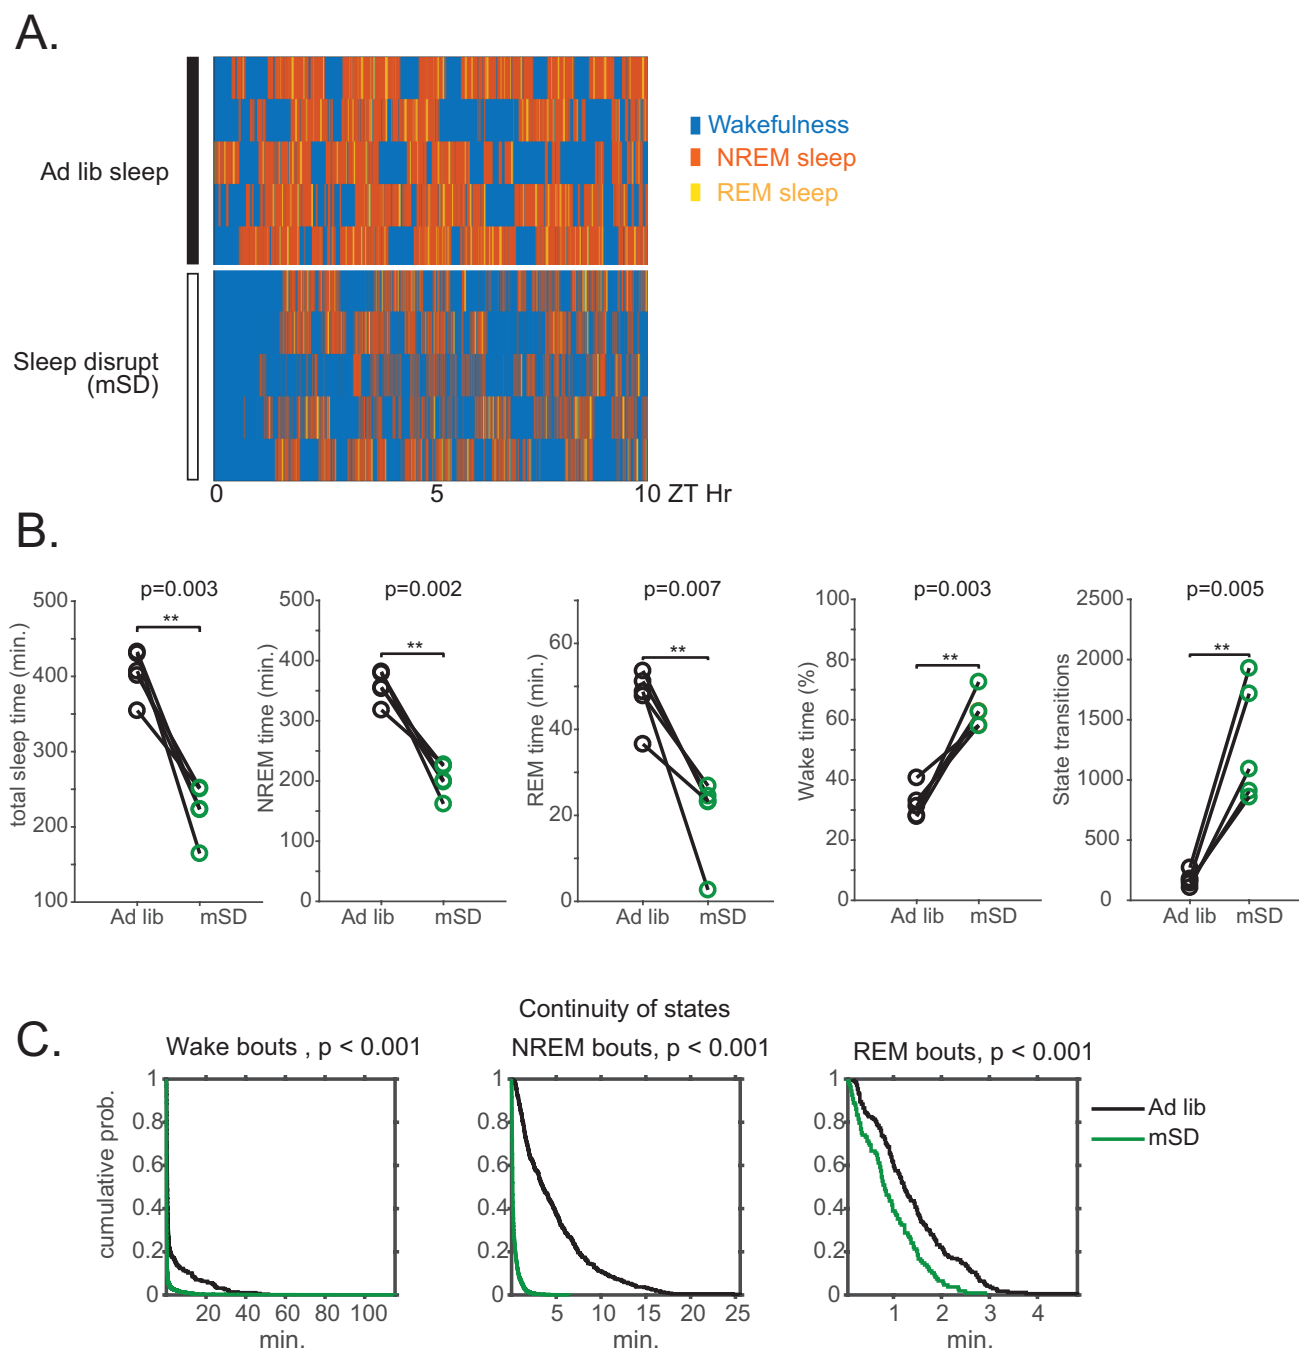 A.
Ad lib sleep
Wakefulness
NREM sleep
REM sleep
Sleep disrupt
(mSD)
0 5 10 ZT Hr
B.
p=0.003
**
total sleep time (min.)
500
400
300
200
100
Ad lib mSD
p=0.002
**
NREM time (min.)
500
400
300
200
100
0
Ad lib mSD
p=0.007
**
REM time (min.)
60
40
20
0
Ad lib mSD
p=0.003
**
Wake time (%)
100
80
60
40
20
0
Ad lib mSD
p=0.005
**
State transitions
2500
2000
1500
1000
500
0
Ad lib mSD
C.
Continuity of states
Wake bouts , p < 0.001
cumulative prob.
1
0.8
0.6
0.4
0.2
0
20 40 60 80 100
min.
NREM bouts, p < 0.001
1
0.8
0.6
0.4
0.2
0
5 10 15 20 25
min.
REM bouts, p < 0.001
1
0.8
0.6
0.4
0.2
0
1 2 3 4
min.
Ad lib
mSD